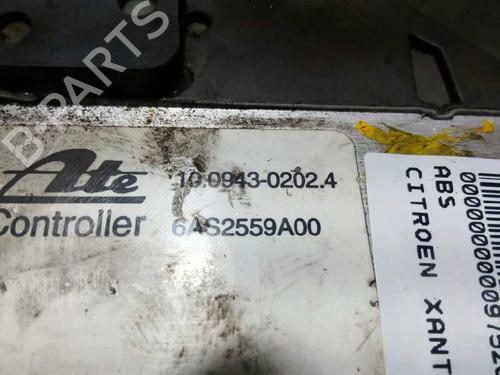 Ate
10.0943-0202.4
Controller
6AS2559A00
ABS
CITROEN XANT
B-PARTS